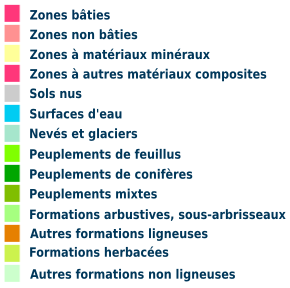 Zones bâties
Zones non bâties
Zones à matériaux minéraux
Zones à autres matériaux composites
Sols nus
Surfaces d'eau
Nevés et glaciers
Peuplements de feuillus
Peuplements de conifères
Peuplements mixtes
Formations arbustives, sous-arbrisseaux
Autres formations ligneuses
Formations herbacées
Autres formations non ligneuses